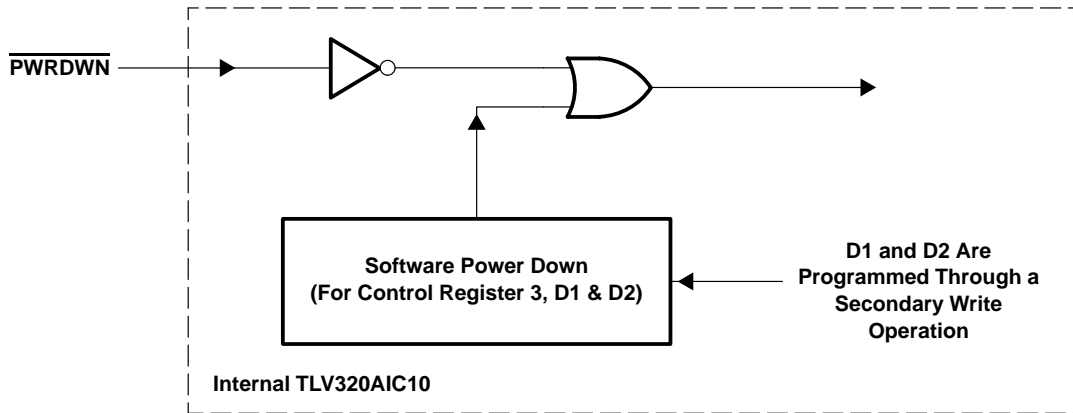 PWRDWN
Software Power Down
(For Control Register 3, D1 & D2)
D1 and D2 Are
Programmed Through a
Secondary Write
Operation
Internal TLV320AIC10